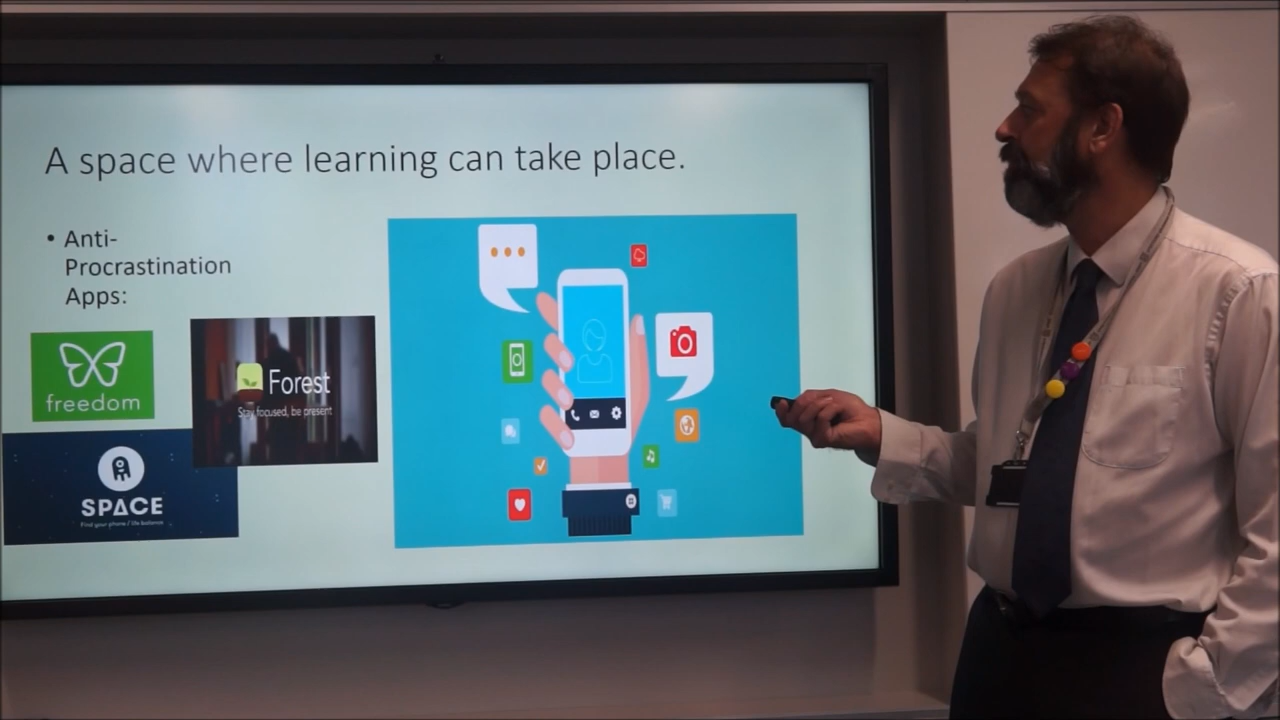 A space where learning can take place.
• Anti-
Procrastination
Apps:
freedom
Forest
Stay focused, be present
SPACE
Find your phone / life balance